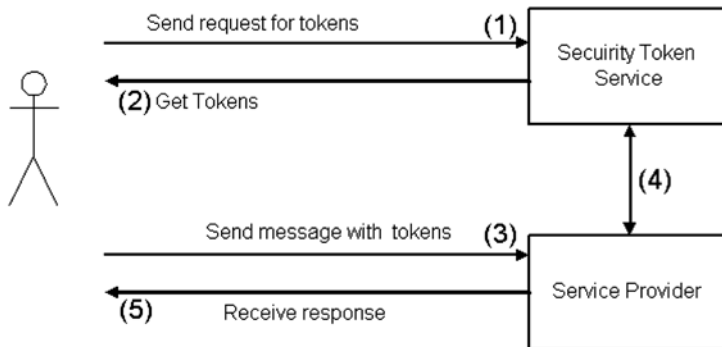 Send request for tokens (1)
Secuirity Token
Service
(2) Get Tokens
(4)
Send message with tokens (3)
Service Provider
(5) Receive response